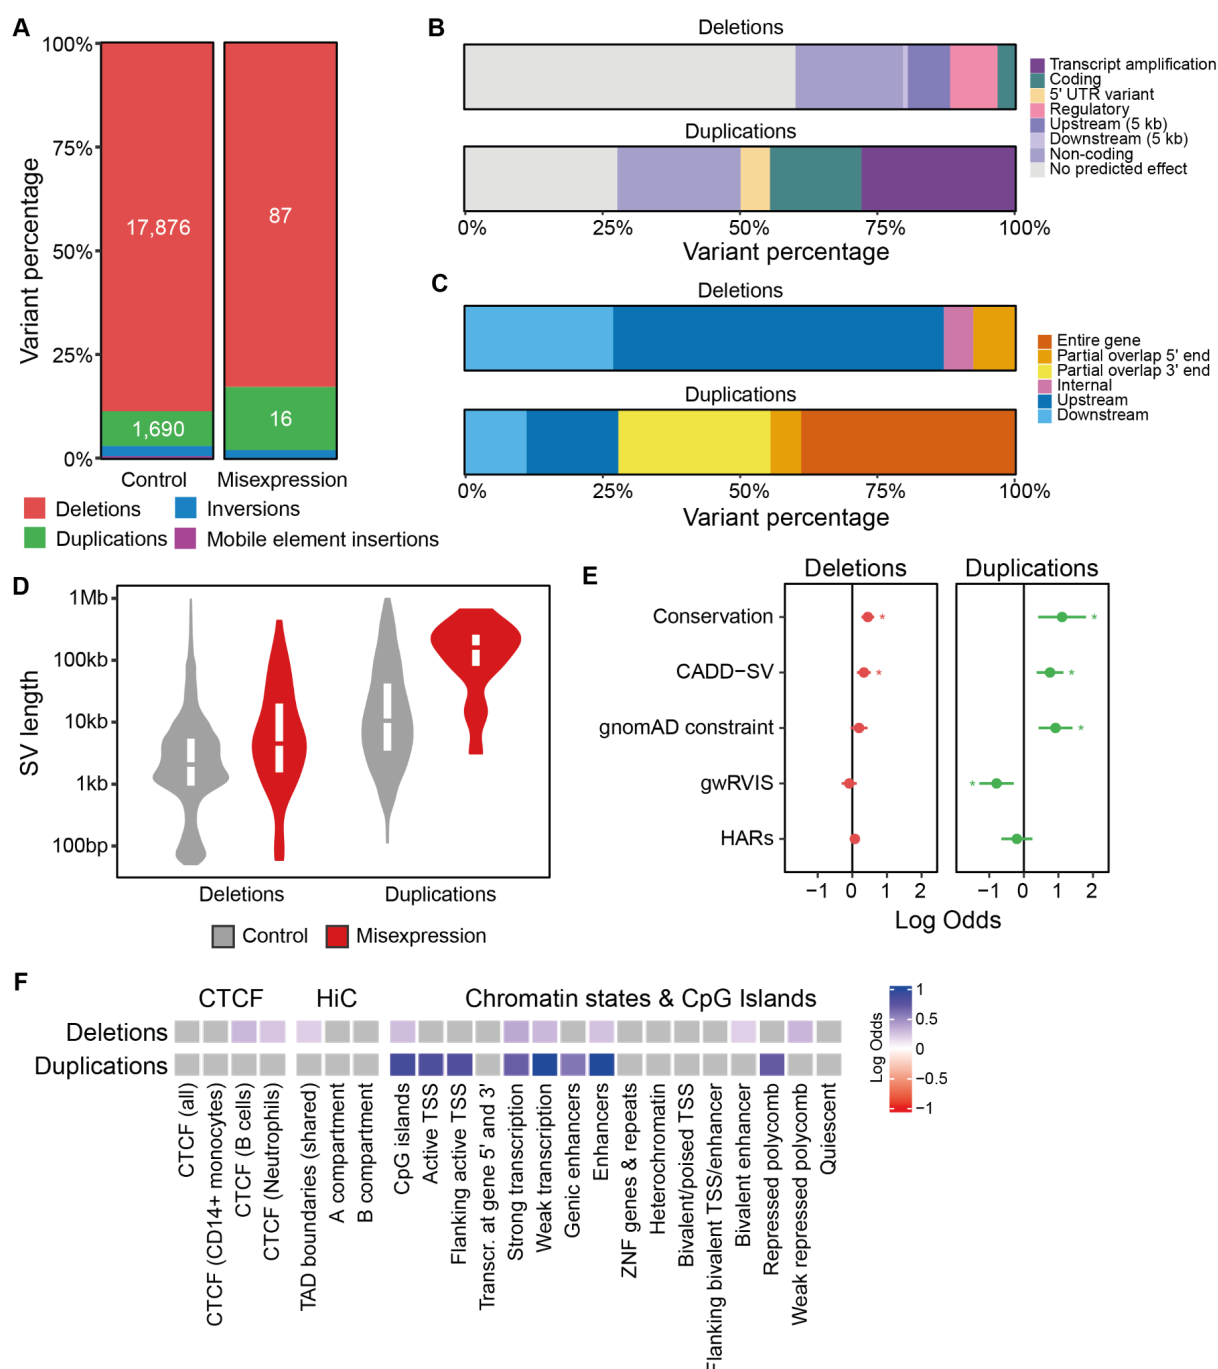 A
100%
75%
50%
25%
0%
Variant percentage
17,876
87
1,690
16
Control
Misexpression
Deletions
Inversions
Duplications
Mobile element insertions
B
Deletions
Duplications
0%
25%
50%
75%
100%
Variant percentage
Transcript amplification
Coding
5' UTR variant
Regulatory
Upstream (5 kb)
Downstream (5 kb)
Non-coding
No predicted effect
C
Deletions
Duplications
0%
25%
50%
75%
100%
Variant percentage
Entire gene
Partial overlap 5' end
Partial overlap 3' end
Internal
Upstream
Downstream
D
1Mb
100kb
10kb
1kb
100bp
SV length
Deletions
Duplications
Control
Misexpression
E
Deletions
Duplications
Conservation
* *
CADD−SV
* *
gnomAD constraint
*
gwRVIS
*
HARs
−1 0 1 2
−1 0 1 2
Log Odds
F
CTCF
HiC
Chromatin states & CpG Islands
Deletions
Duplications
CTCF (all)
CTCF (CD14+ monocytes)
CTCF (B cells)
CTCF (Neutrophils)
TAD boundaries (shared)
A compartment
B compartment
CpG islands
Active TSS
Flanking active TSS
Transcr. at gene 5' and 3'
Strong transcription
Weak transcription
Genic enhancers
Enhancers
ZNF genes & repeats
Heterochromatin
Bivalent/poised TSS
Flanking bivalent TSS/enhancer
Bivalent enhancer
Repressed polycomb
Weak repressed polycomb
Quiescent
Log Odds
1
0.5
0
−0.5
−1